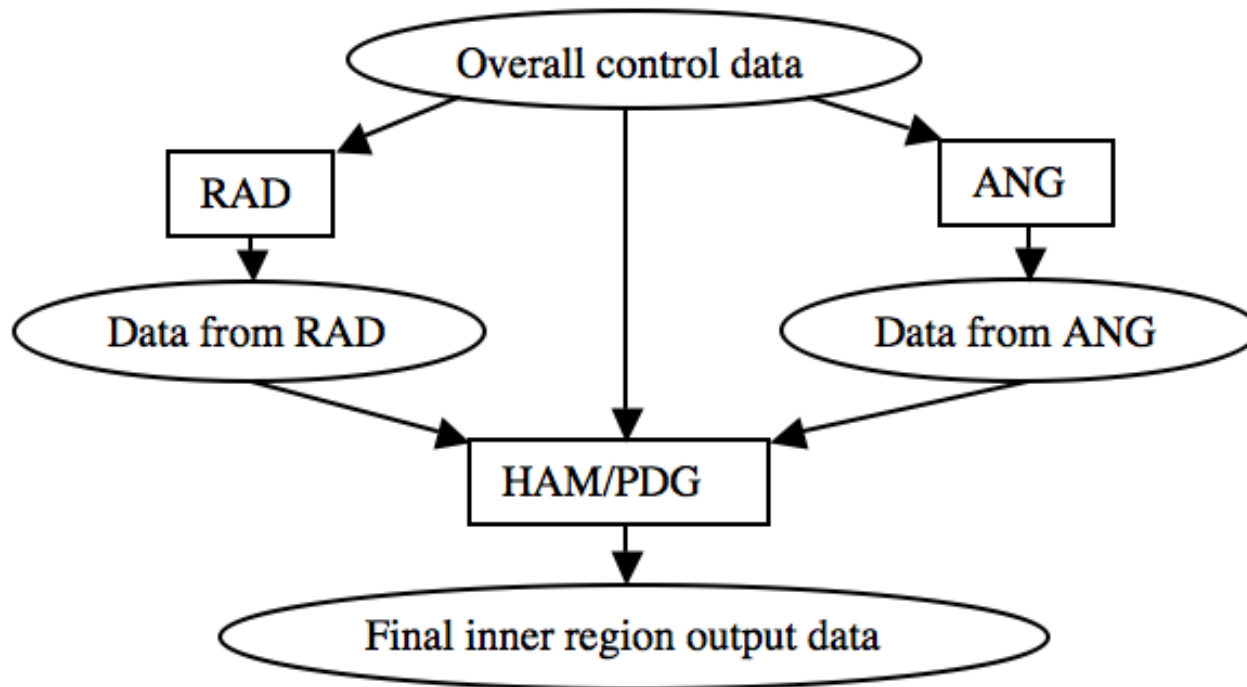 Overall control data
RAD
ANG
Data from RAD
Data from ANG
HAM/PDG
Final inner region output data